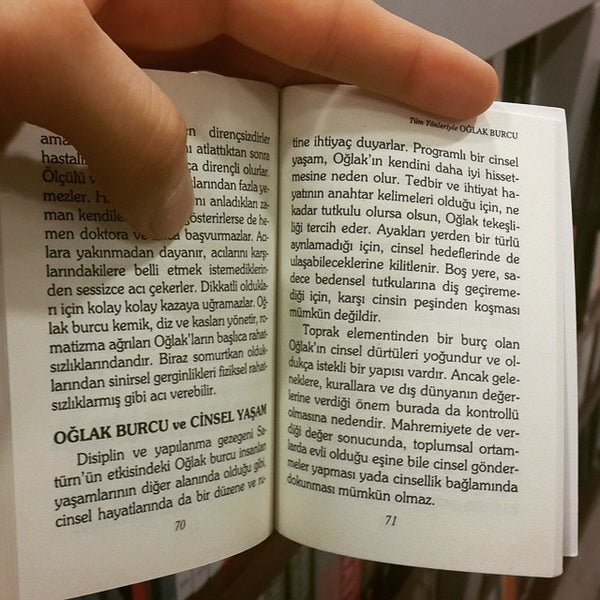 ama en dirençsizdirler
hastalı ı atlattıktan sonra
Ölçülü v ça dirençli olurlar.
mezler. H larından fazla ye-
man kendile nı anladıkları za-
men doktora v gösterirlerse de he-
lara yakınmadan dayanır, başvurmazlar. Acı-
larındakilere belli etmek acılarını karşı-
den sessizce acı çekerler. istemediklerin-
rı için kolay kolay kazaya Dikkatli oldukla-
lak burcu kemik, diz ve kasları uğramazlar. Oğ-
matizma ağrıları Oğlak'ların yönetir, ro-
sızlıklarındandır. Biraz somurtkan başlıca rahat-
larından sinirsel gerginlikleri olduk-
sızlıklarmış gibi acı verebilir. fiziksel rahat-
OĞLAK BURCU ve CİNSEL YAŞAM
Disiplin ve yapılanma gezegeni Sa-
türn'ün etkisindeki Oğlak burcu insanları
yaşamlarının diğer alanında olduğu gibi,
cinsel hayatlarında da bir düzene ve ru-
70
Tüm Yönleriyle OĞLAK BURCU
tine ihtiyaç duyarlar. Programlı bir cinsel
yaşam, Oğlak'ın kendini daha iyi hisset-
mesine neden olur. Tedbir ve ihtiyat ha-
yatının anahtar kelimeleri olduğu için, ne
kadar tutkulu olursa olsun, Oğlak tekeşli-
liği tercih eder. Ayakları yerden bir türlü
ayrılamadığı için, cinsel hedeflerinde de
ulaşabileceklerine kilitlenir. Boş yere, sa-
dece bedensel tutkularına diş geçireme-
diği için, karşı cinsin peşinden koşması
mümkün değildir.
Toprak elementinden bir burç olan
Oğlak'ın cinsel dürtüleri yoğundur ve ol-
dukça istekli bir yapısı vardır. Ancak gele-
neklere, kurallara ve dış dünyanın değer-
lerine verdiği önem burada da kontrollü
olmasına nedendir. Mahremiyete de ver-
diği değer sonucunda, toplumsal ortam-
larda evli olduğu eşine bile cinsel gönder-
meler yapması yada cinsellik bağlamında
dokunması mümkün olmaz.
71